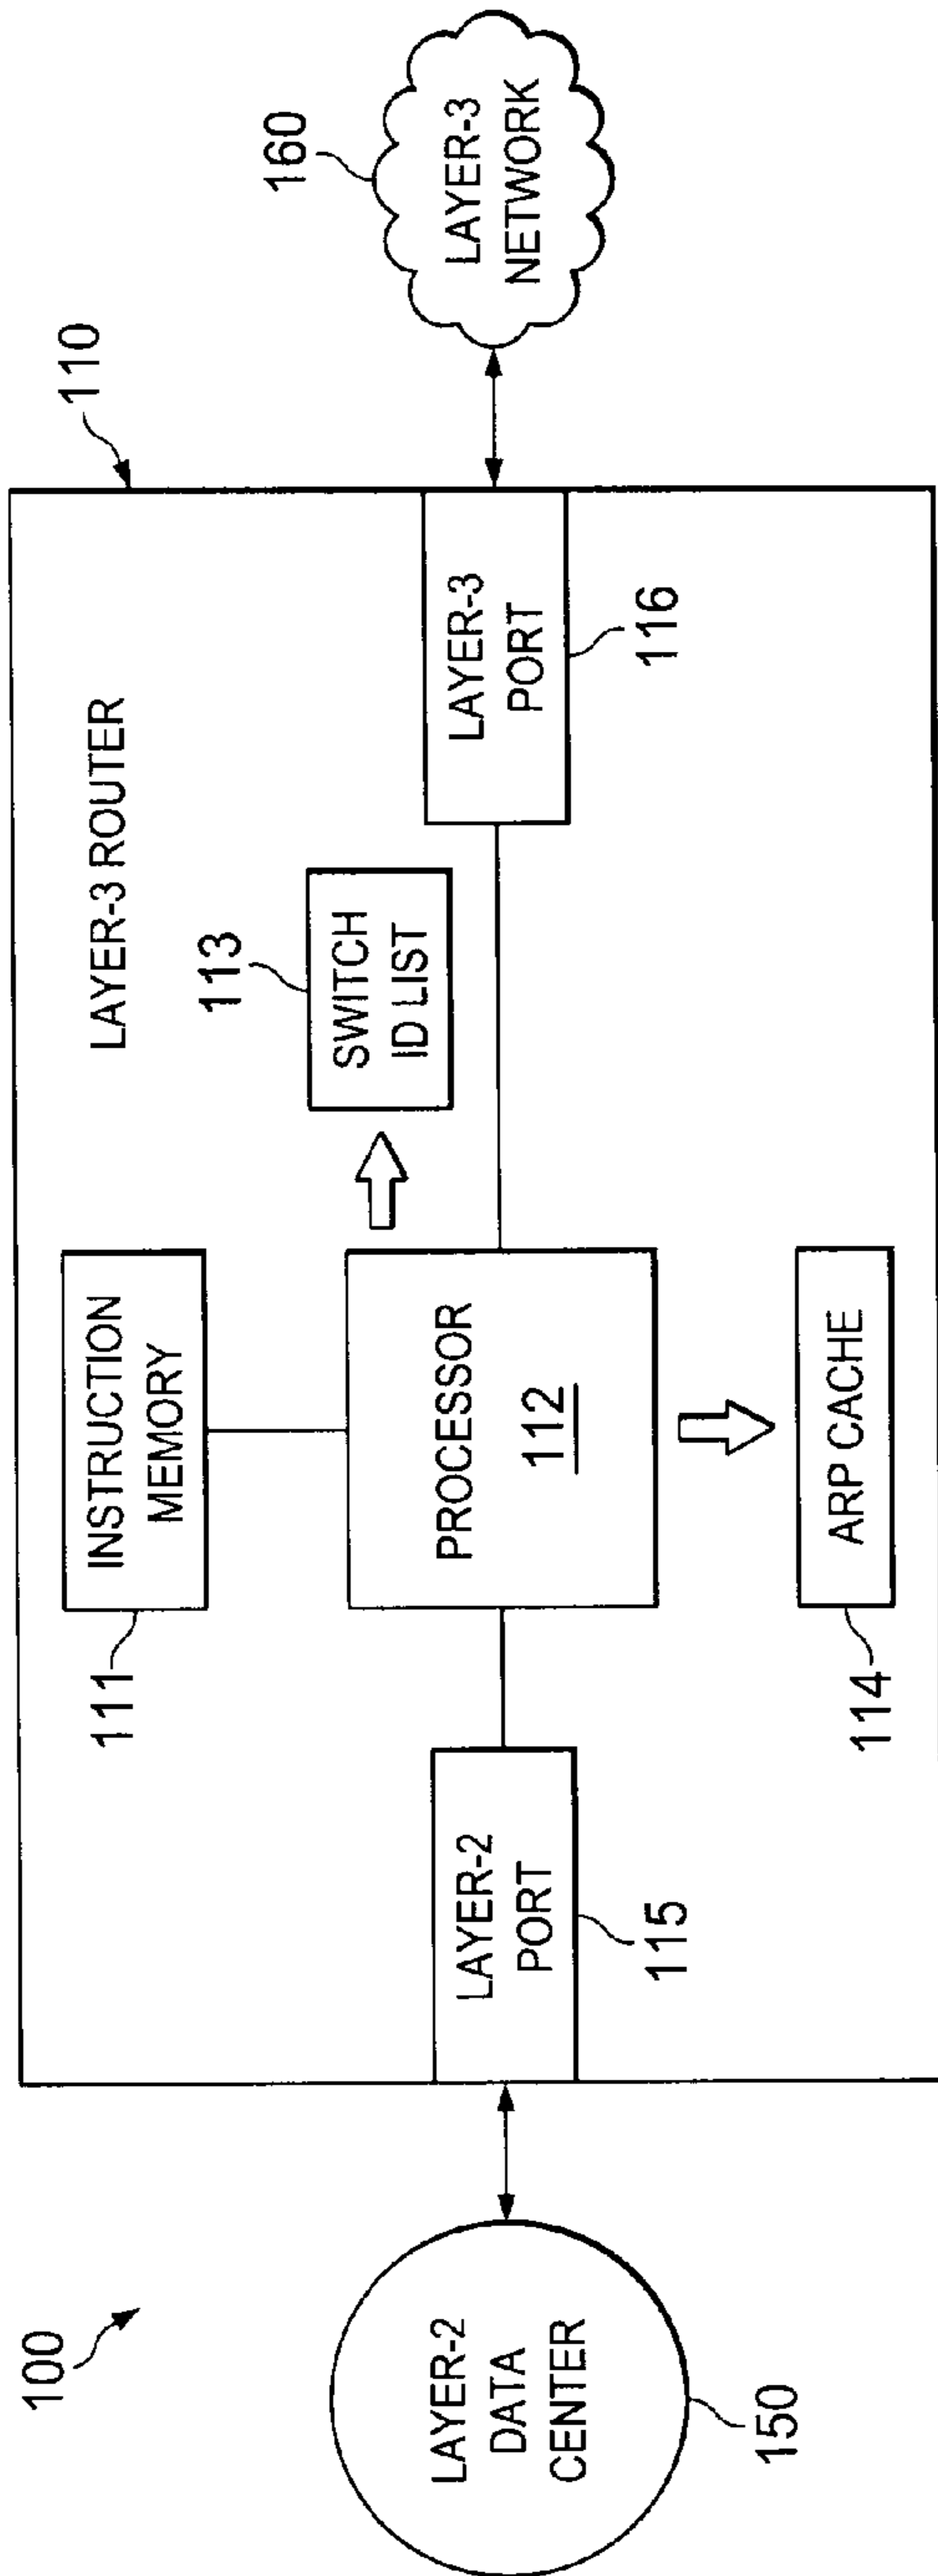 100
110
LAYER-3 ROUTER
INSTRUCTION
MEMORY
111
113
SWITCH
ID LIST
160
LAYER-2
DATA
CENTER
150
LAYER-2
PORT
115
PROCESSOR
112
LAYER-3
PORT
116
LAYER-3
NETWORK
ARP CACHE
114